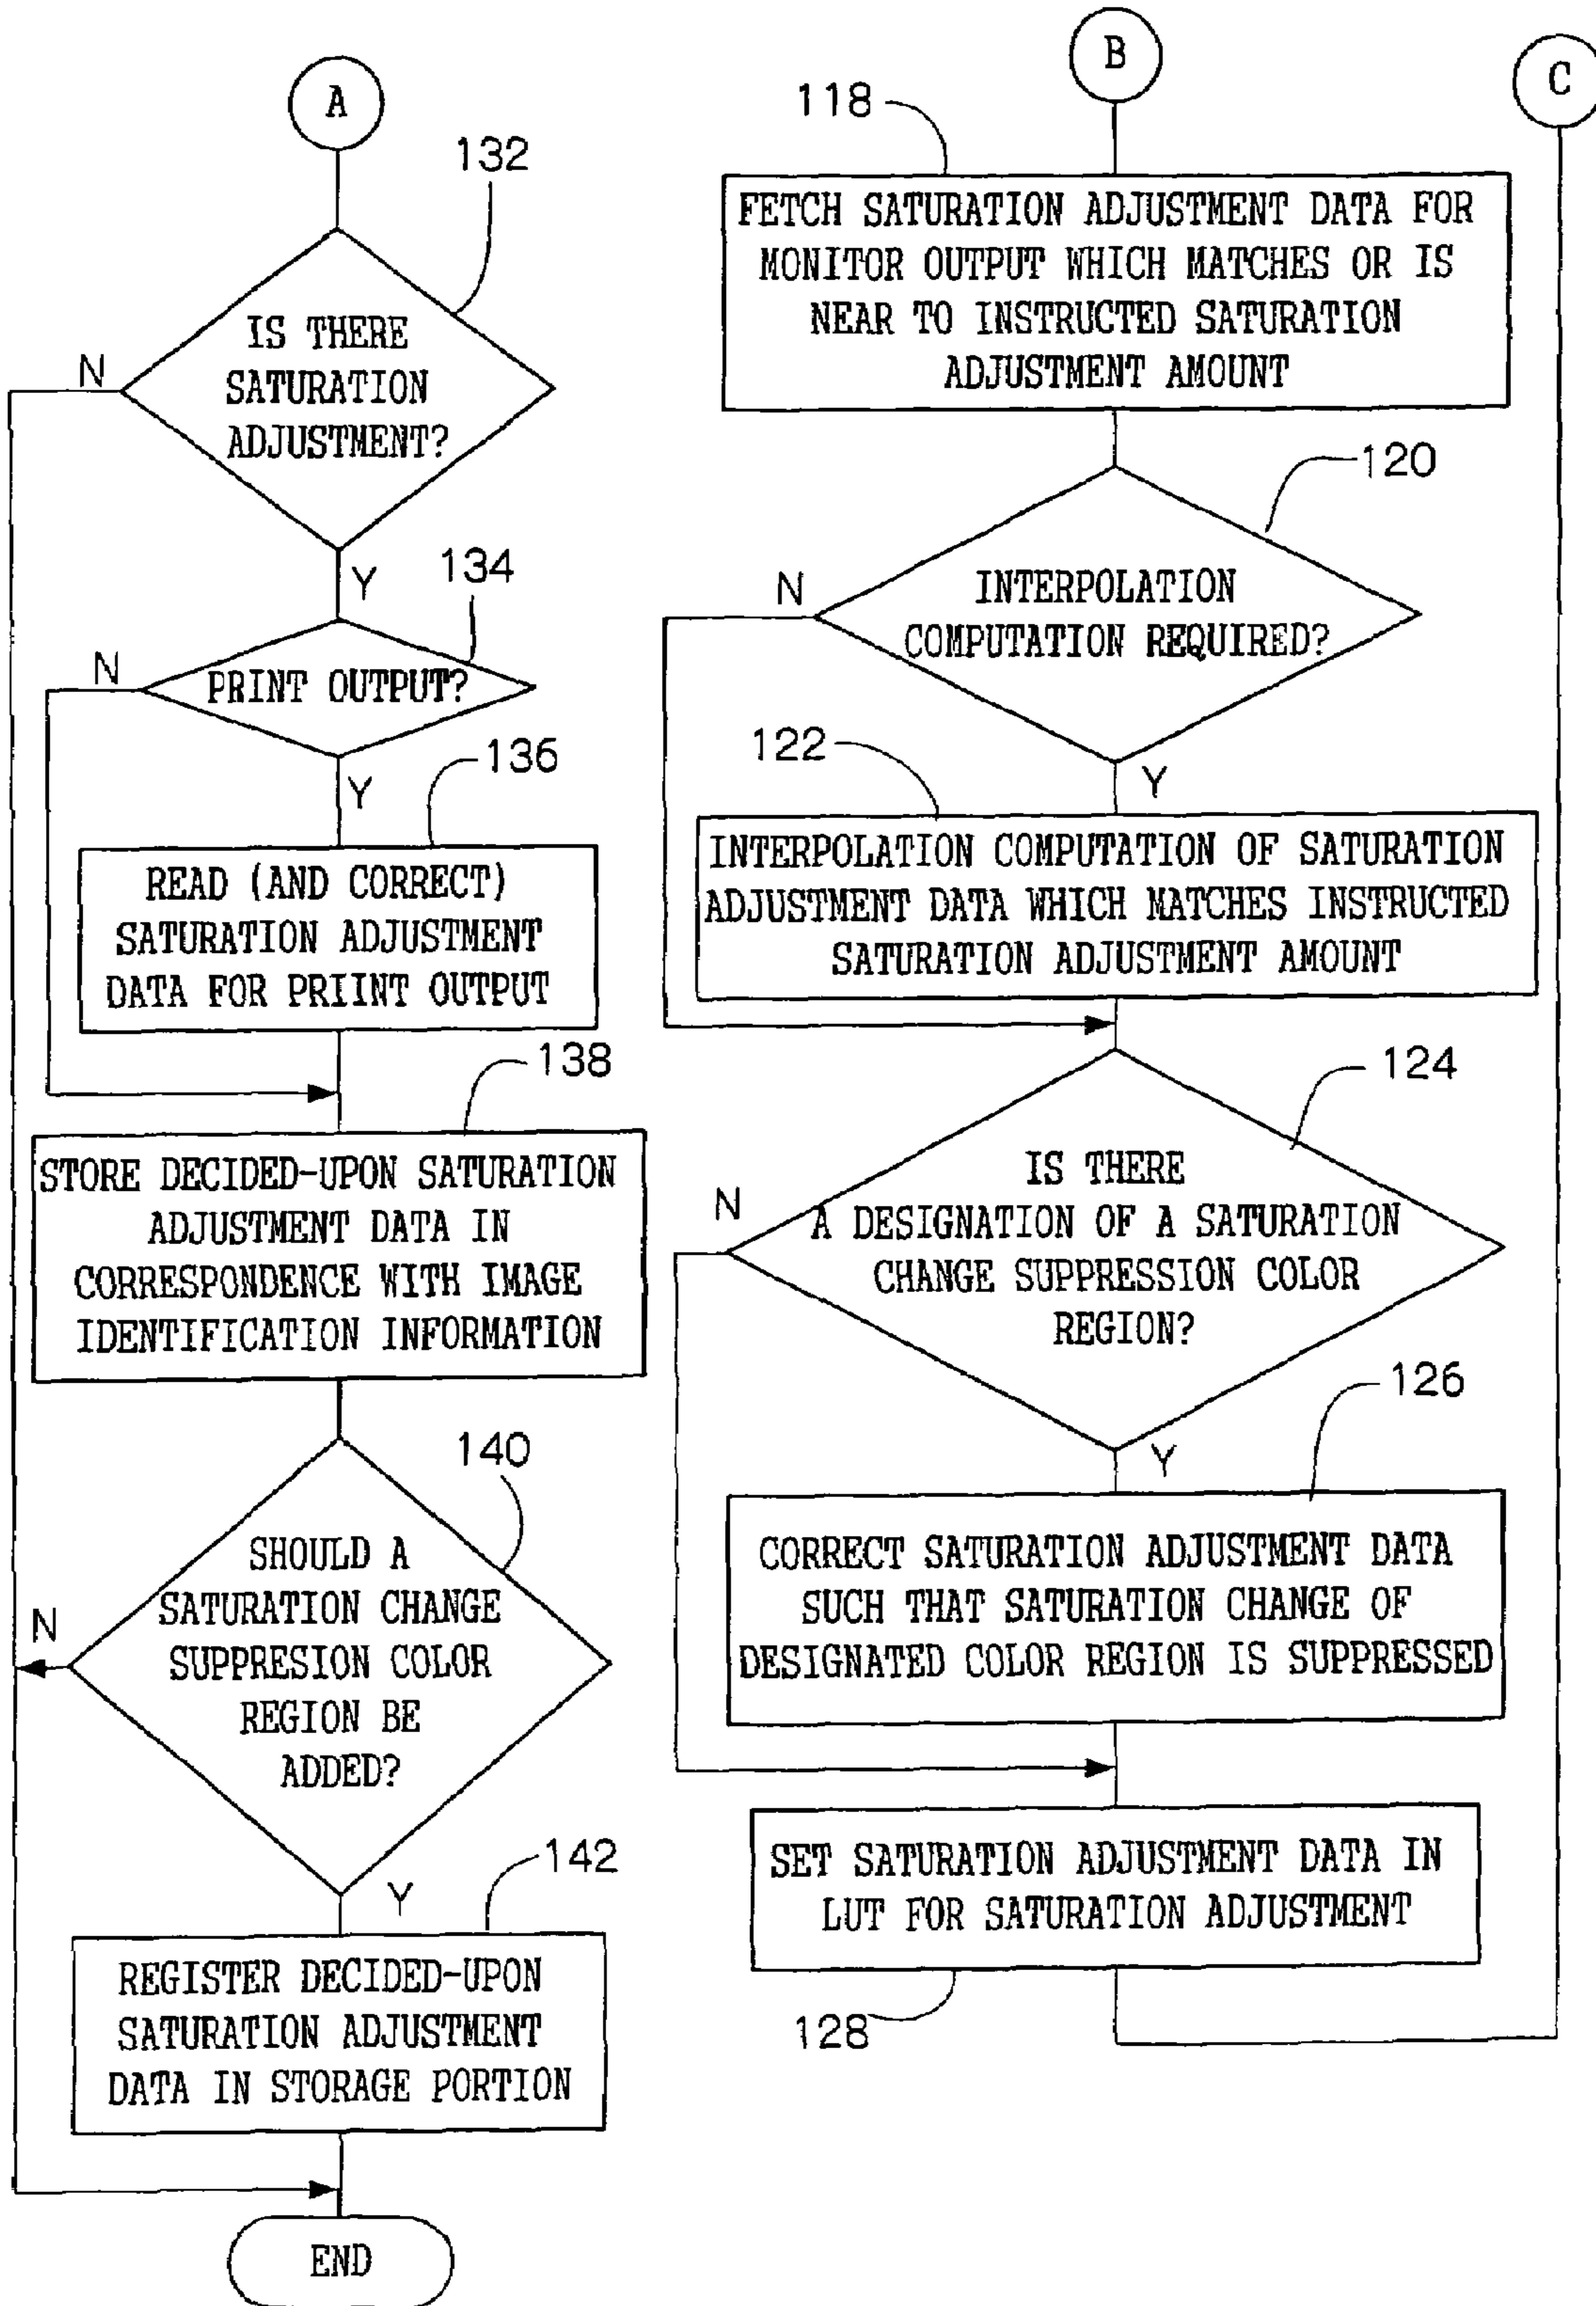 A
132
IS THERE
SATURATION
ADJUSTMENT?
N
Y
134
PRINT OUTPUT?
N
Y
136
READ (AND CORRECT)
SATURATION ADJUSTMENT
DATA FOR PRIINT OUTPUT
138
STORE DECIDED-UPON SATURATION
ADJUSTMENT DATA IN
CORRESPONDENCE WITH IMAGE
IDENTIFICATION INFORMATION
140
SHOULD A
SATURATION CHANGE
SUPPRESION COLOR
REGION BE
ADDED?
N
Y
142
REGISTER DECIDED-UPON
SATURATION ADJUSTMENT
DATA IN STORAGE PORTION
END
B
118
FETCH SATURATION ADJUSTMENT DATA FOR
MONITOR OUTPUT WHICH MATCHES OR IS
NEAR TO INSTRUCTED SATURATION
ADJUSTMENT AMOUNT
120
INTERPOLATION
COMPUTATION REQUIRED?
N
Y
122
INTERPOLATION COMPUTATION OF SATURATION
ADJUSTMENT DATA WHICH MATCHES INSTRUCTED
SATURATION ADJUSTMENT AMOUNT
124
IS THERE
A DESIGNATION OF A SATURATION
CHANGE SUPPRESSION COLOR
REGION?
N
Y
126
CORRECT SATURATION ADJUSTMENT DATA
SUCH THAT SATURATION CHANGE OF
DESIGNATED COLOR REGION IS SUPPRESSED
SET SATURATION ADJUSTMENT DATA IN
LUT FOR SATURATION ADJUSTMENT
128
C